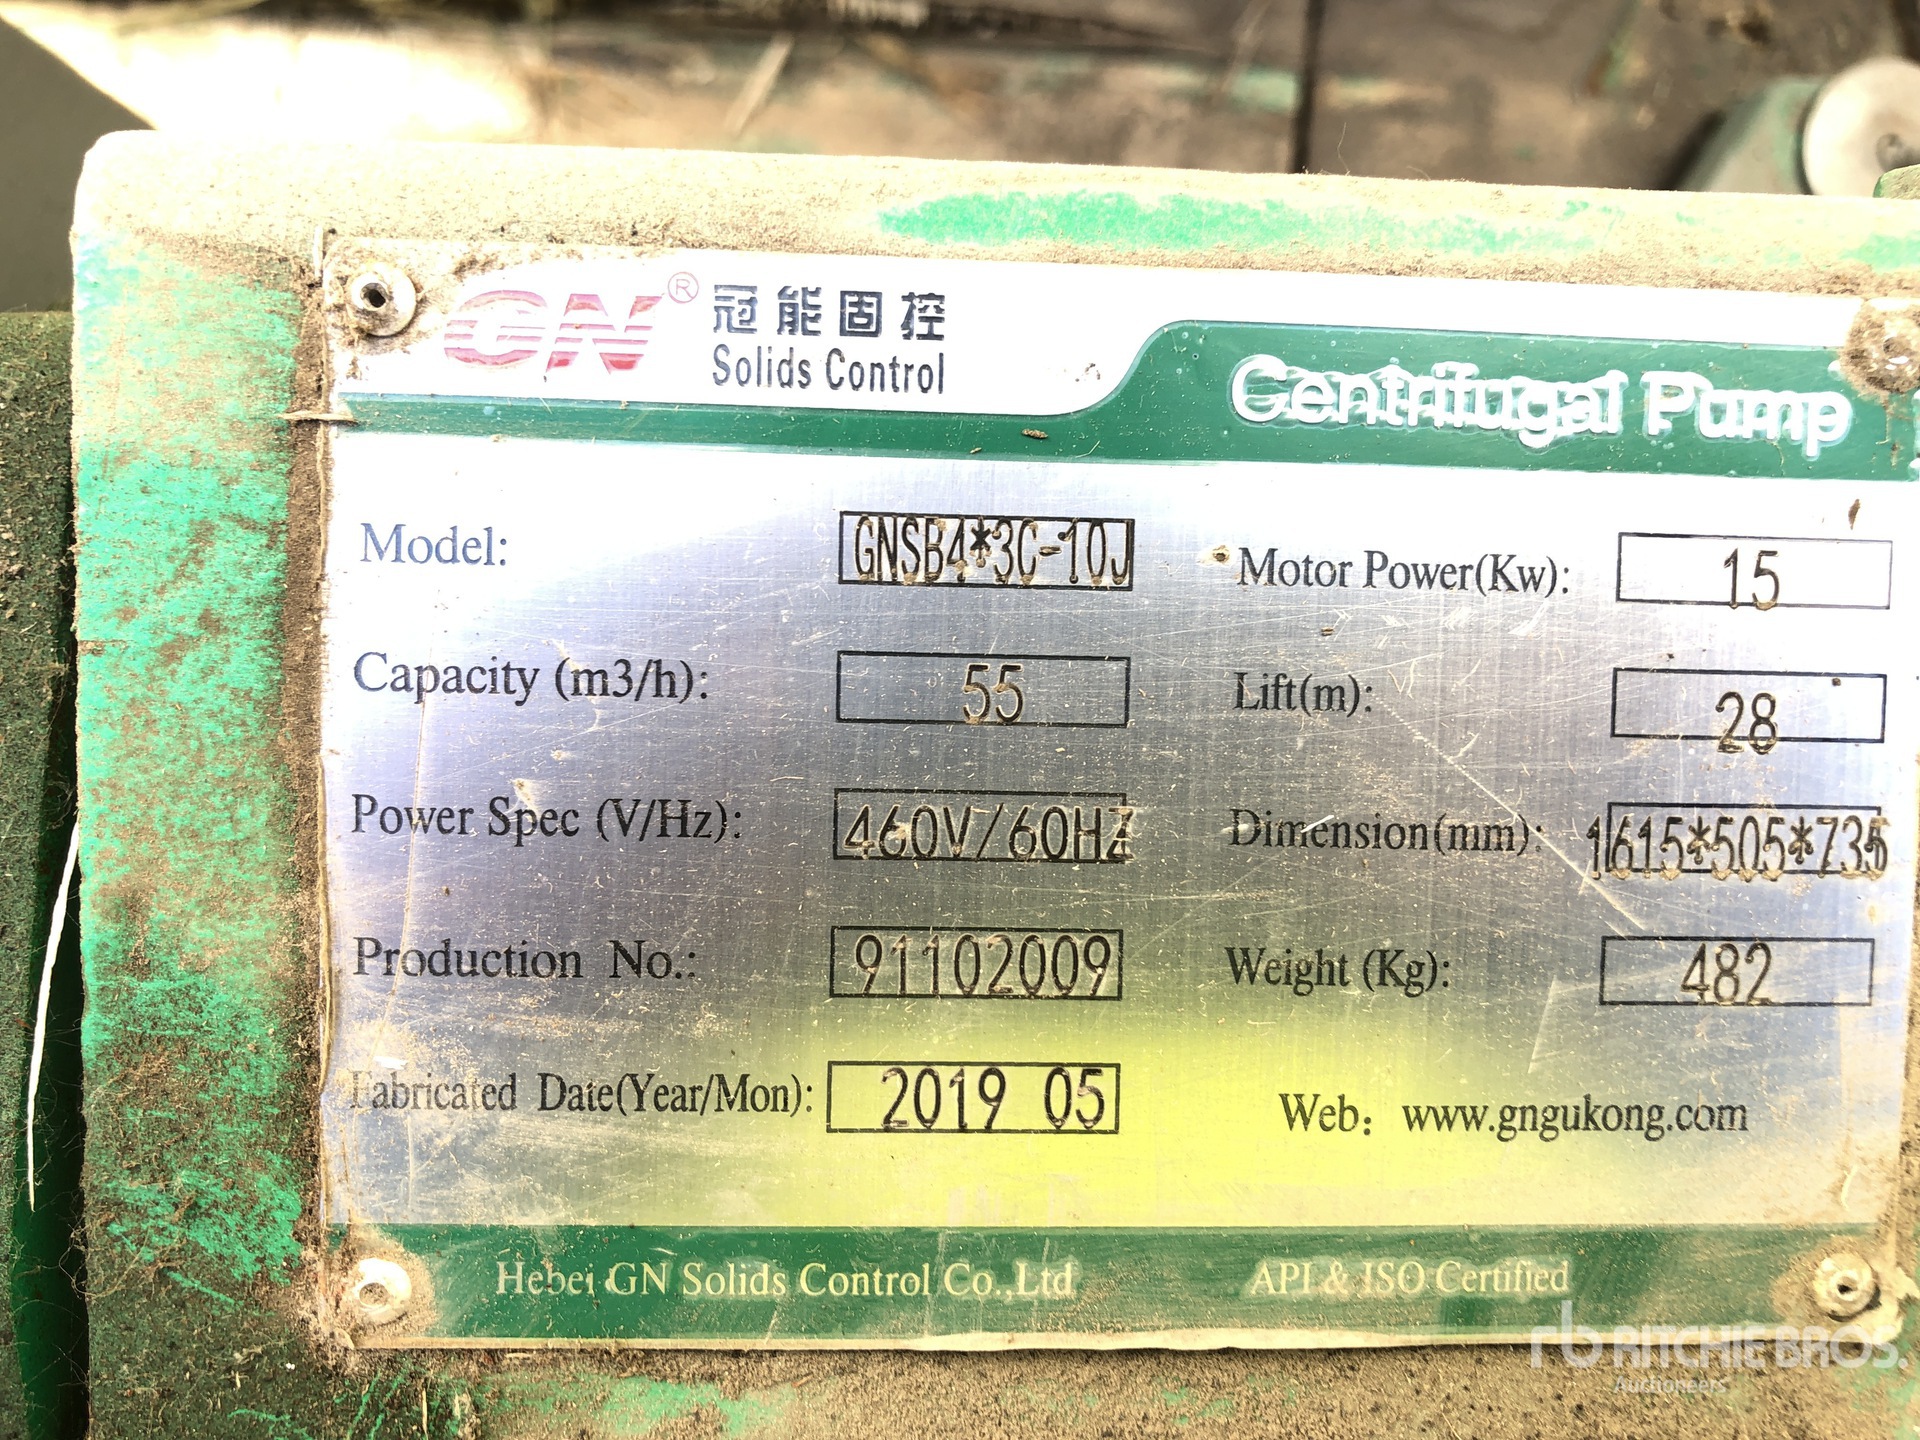 GN® 冠能固控
Solids Control
Centrifugal Pump
Model: GNSB4*3C-10J Motor Power(Kw): 15
Capacity (m3/h): 55 Lift(m): 28
Power Spec (V/Hz): 460V/60HZ Dimension(mm): 1615*505*735
Production No.: 91102009 Weight (Kg): 482
Fabricated Date(Year/Mon): 2019 05 Web: www.gngukong.com
Hebei GN Solids Control Co.,Ltd API & ISO Certified
rb RITCHIE BROS.
Auctioneers